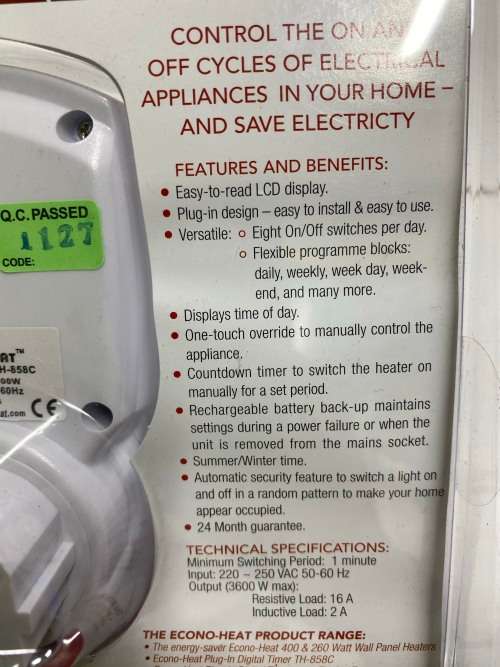 CONTROL THE ON AN
OFF CYCLES OF ELECTRICAL
APPLIANCES IN YOUR HOME –
AND SAVE ELECTRICTY
FEATURES AND BENEFITS:
• Easy-to-read LCD display.
• Plug-in design – easy to install & easy to use.
• Versatile: o Eight On/Off switches per day.
o Flexible programme blocks:
daily, weekly, week day, week-
end, and many more.
• Displays time of day.
• One-touch override to manually control the
appliance.
• Countdown timer to switch the heater on
manually for a set period.
• Rechargeable battery back-up maintains
settings during a power failure or when the
unit is removed from the mains socket.
• Summer/Winter time.
• Automatic security feature to switch a light on
and off in a random pattern to make your home
appear occupied.
• 24 Month guarantee.
TECHNICAL SPECIFICATIONS:
Minimum Switching Period: 1 minute
Input: 220 ~ 250 VAC 50-60 Hz
Output (3600 W max):
Resistive Load: 16 A
Inductive Load: 2 A
THE ECONO-HEAT PRODUCT RANGE:
• The energy-saver Econo-Heat 400 & 260 Watt Wall Panel Heaters
• Econo-Heat Plug-In Digital Timer TH-858C
Q.C. PASSED
1127
CODE:
AT™
H-858C
00W
60Hz
at.com CE